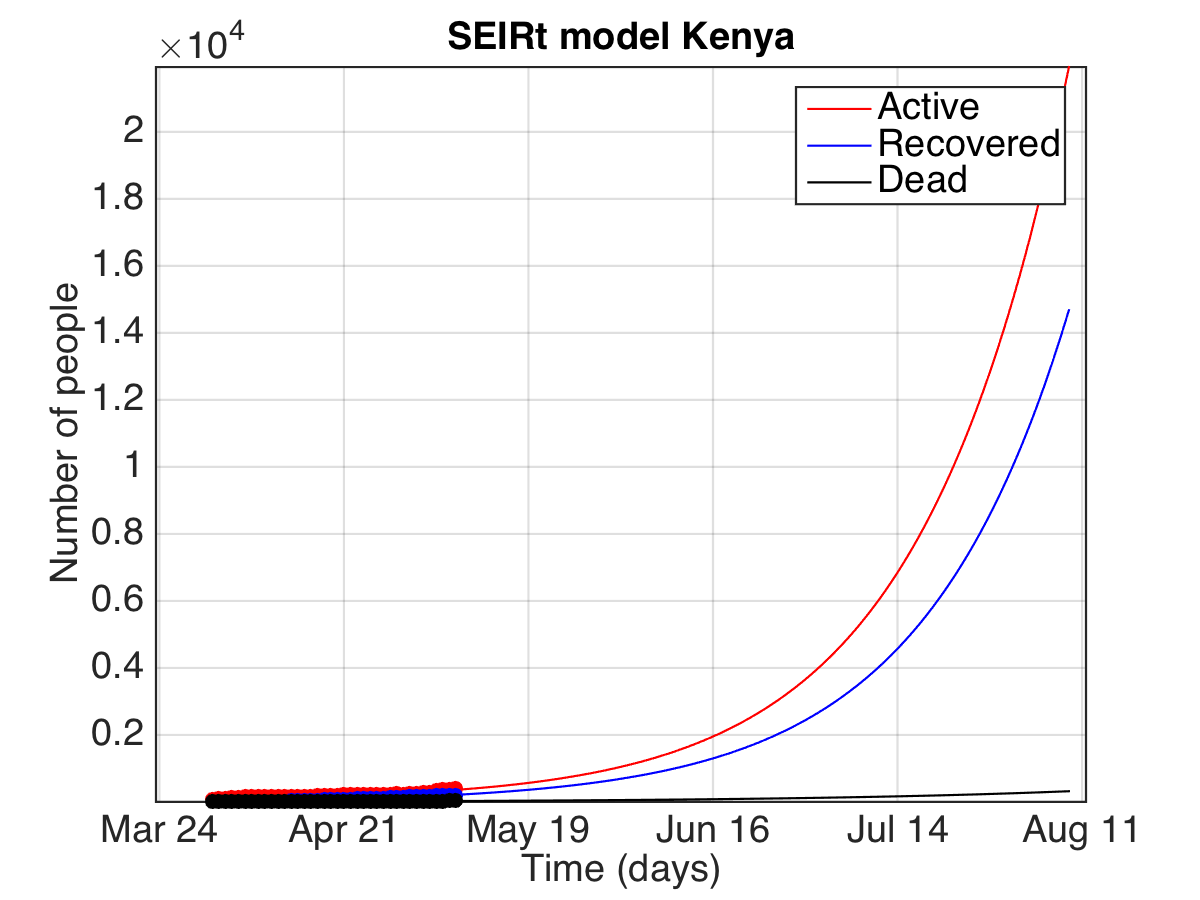 ×10⁴
SEIRt model Kenya
Active
Recovered
Dead
2
1.8
1.6
1.4
1.2
1
0.8
0.6
0.4
0.2
Number of people
Mar 24 Apr 21 May 19 Jun 16 Jul 14 Aug 11
Time (days)